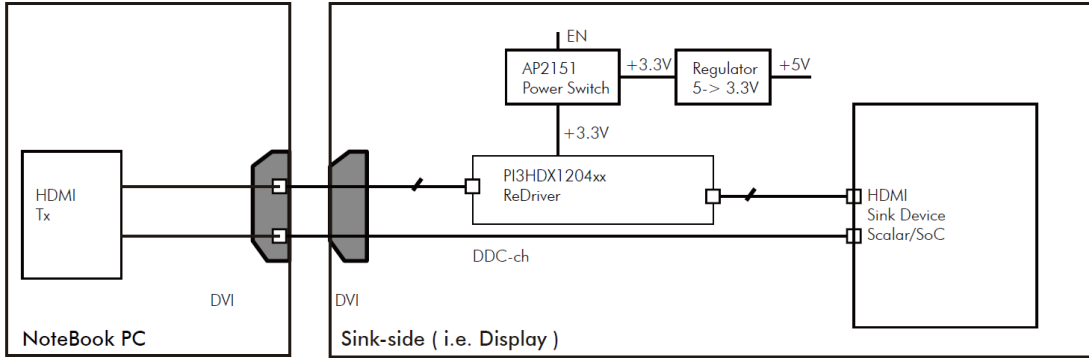 EN
AP2151
Power Switch
+3.3V
Regulator
5-> 3.3V
+5V
+3.3V
PI3HDX1204xx
ReDriver
HDMI
Tx
HDMI
Sink Device
Scalar/SoC
DDC-ch
DVI
DVI
NoteBook PC
Sink-side ( i.e. Display )